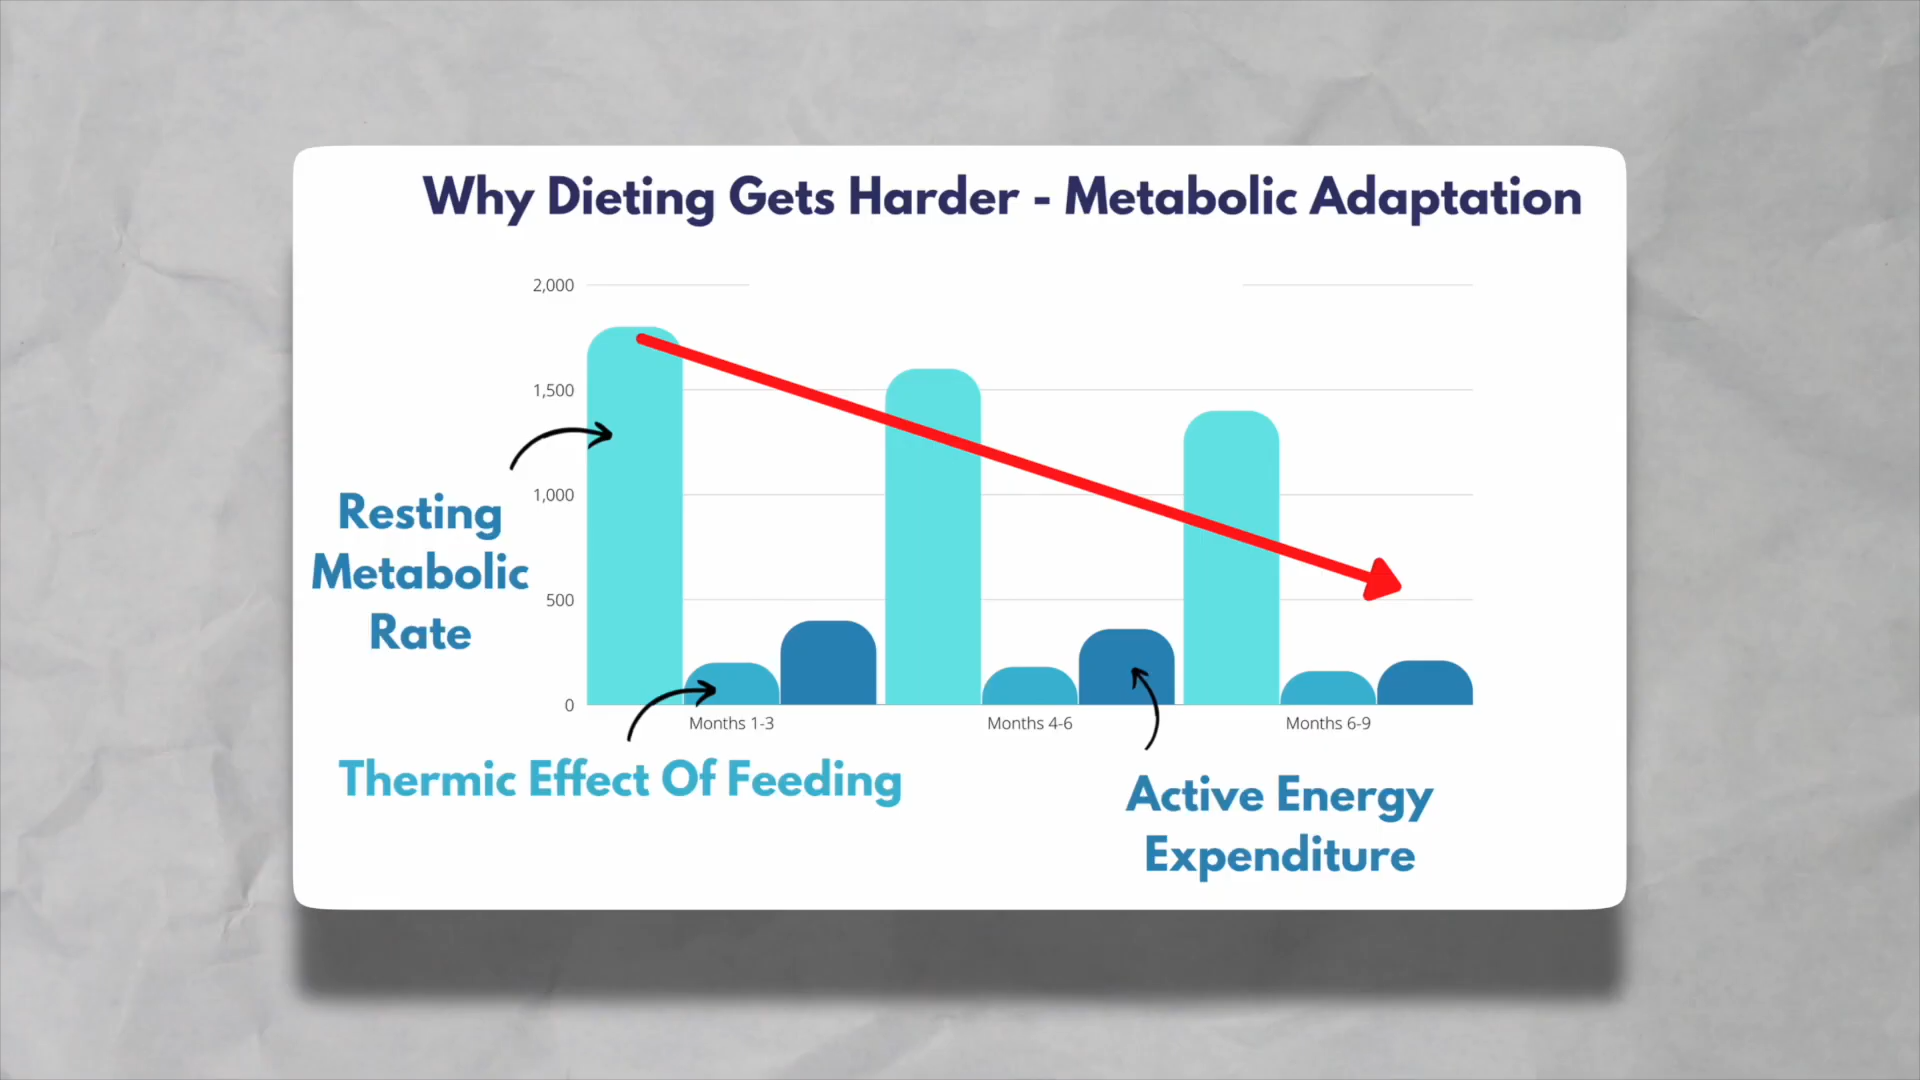 Why Dieting Gets Harder - Metabolic Adaptation
2,000
1,500
1,000
500
0
Resting
Metabolic
Rate
Months 1-3
Months 4-6
Months 6-9
Thermic Effect Of Feeding
Active Energy
Expenditure